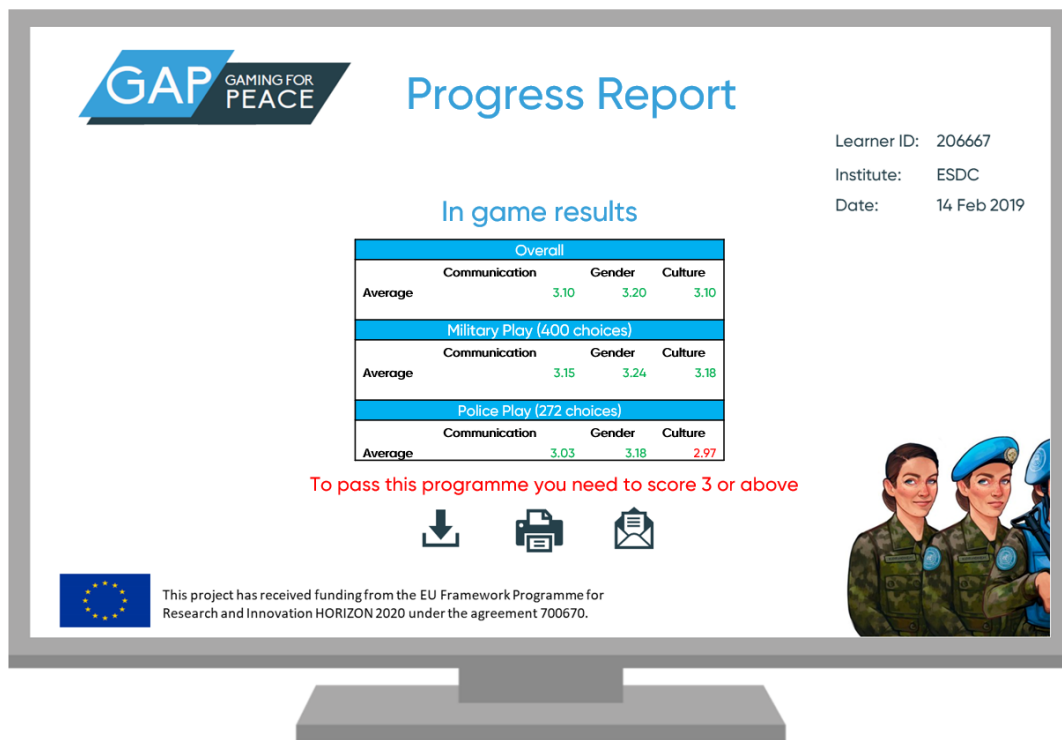 GAP GAMING FOR PEACE
Progress Report
Learner ID: 206667
Institute: ESDC
Date: 14 Feb 2019
In game results
Overall
Communication Gender Culture
Average 3.10 3.20 3.10
Military Play (400 choices)
Communication Gender Culture
Average 3.15 3.24 3.18
Police Play (272 choices)
Communication Gender Culture
Average 3.03 3.18 2.97
To pass this programme you need to score 3 or above
This project has received funding from the EU Framework Programme for
Research and Innovation HORIZON 2020 under the agreement 700670.